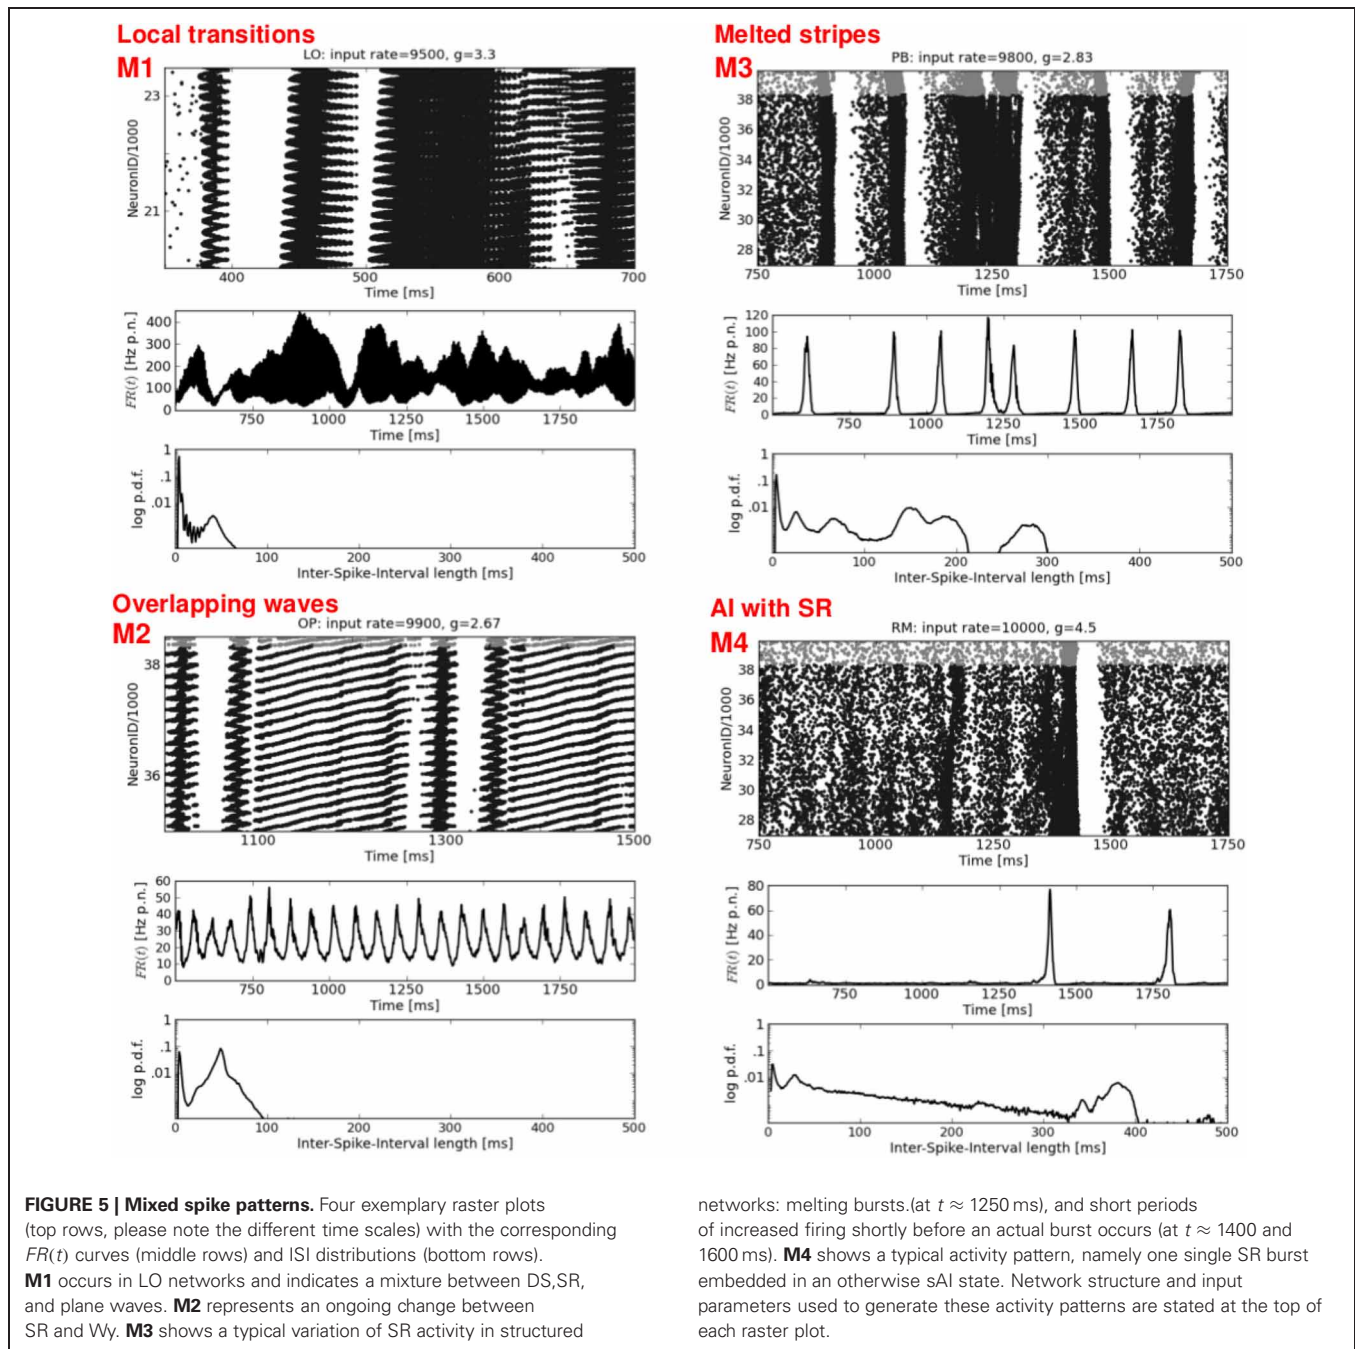 Local transitions
M1
LO: input rate=9500, g=3.3
NeuronID/1000
23
21
400 500 600 700
Time [ms]
FR(t) [Hz p.n.]
400
300
200
100
0
750 1000 1250 1500 1750
Time [ms]
log p.d.f.
1
.1
.01
0 100 200 300 400 500
Inter-Spike-Interval length [ms]
Melted stripes
M3
PB: input rate=9800, g=2.83
NeuronID/1000
38
36
34
32
30
28
750 1000 1250 1500 1750
Time [ms]
FR(t) [Hz p.n.]
120
100
80
60
40
20
0
750 1000 1250 1500 1750
Time [ms]
log p.d.f.
1
.1
.01
0 100 200 300 400 500
Inter-Spike-Interval length [ms]
Overlapping waves
M2
OP: input rate=9900, g=2.67
NeuronID/1000
38
36
1100 1300 1500
Time [ms]
FR(t) [Hz p.n.]
60
50
40
30
20
10
0
750 1000 1250 1500 1750
Time [ms]
log p.d.f.
1
.1
.01
0 100 200 300 400 500
Inter-Spike-Interval length [ms]
AI with SR
M4
RM: input rate=10000, g=4.5
NeuronID/1000
38
36
34
32
30
28
750 1000 1250 1500 1750
Time [ms]
FR(t) [Hz p.n.]
80
60
40
20
0
750 1000 1250 1500 1750
Time [ms]
log p.d.f.
1
.1
.01
0 100 200 300 400 500
Inter-Spike-Interval length [ms]
FIGURE 5 | Mixed spike patterns. Four exemplary raster plots
(top rows, please note the different time scales) with the corresponding
FR(t) curves (middle rows) and ISI distributions (bottom rows).
M1 occurs in LO networks and indicates a mixture between DS,SR,
and plane waves. M2 represents an ongoing change between
SR and Wy. M3 shows a typical variation of SR activity in structured
networks: melting bursts.(at t ≈ 1250 ms), and short periods
of increased firing shortly before an actual burst occurs (at t ≈ 1400 and
1600 ms). M4 shows a typical activity pattern, namely one single SR burst
embedded in an otherwise sAI state. Network structure and input
parameters used to generate these activity patterns are stated at the top of
each raster plot.